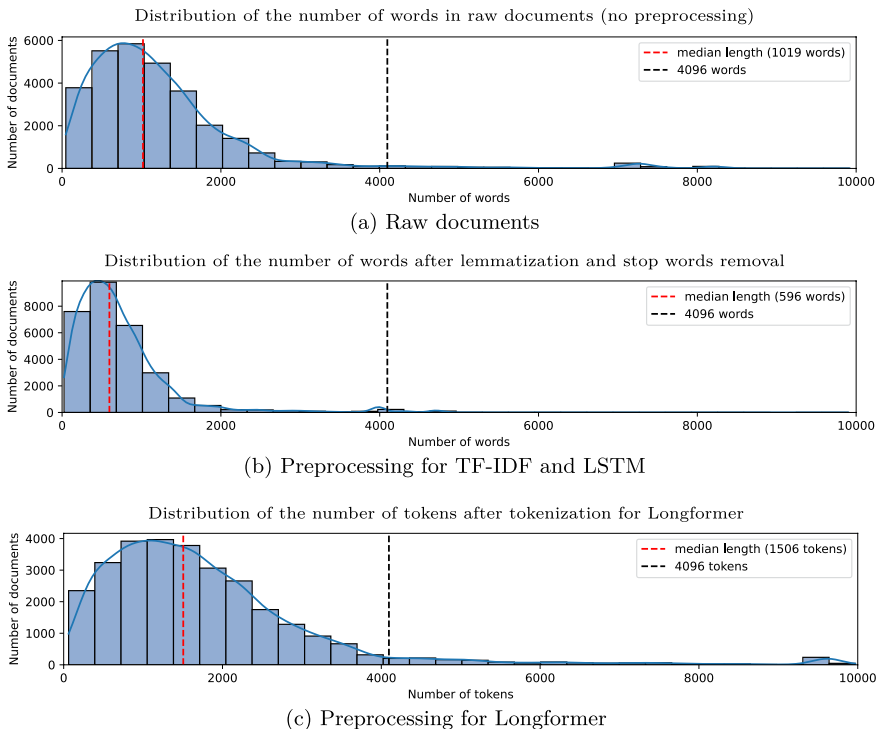 Distribution of the number of words in raw documents (no preprocessing)
Number of documents
6000
4000
2000
0
median length (1019 words)
4096 words
0 2000 4000 6000 8000 10000
Number of words
(a) Raw documents
Distribution of the number of words after lemmatization and stop words removal
Number of documents
8000
6000
4000
2000
0
median length (596 words)
4096 words
0 2000 4000 6000 8000 10000
Number of words
(b) Preprocessing for TF-IDF and LSTM
Distribution of the number of tokens after tokenization for Longformer
Number of documents
4000
3000
2000
1000
0
median length (1506 tokens)
4096 tokens
0 2000 4000 6000 8000 10000
Number of tokens
(c) Preprocessing for Longformer